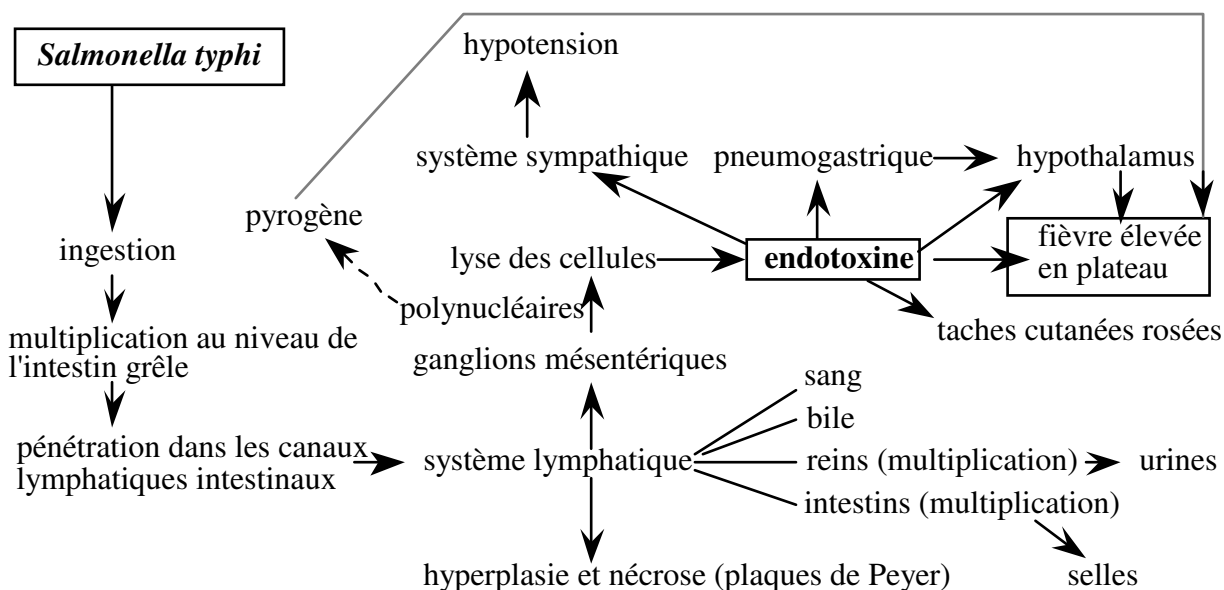 hypotension
Salmonella typhi
système sympathique
pneumogastrique
hypothalamus
pyrogène
ingestion
lyse des cellules
endotoxine
fièvre élevée
en plateau
polynucléaires
taches cutanées rosées
multiplication au niveau de
l'intestin grêle
ganglions mésentériques
sang
bile
pénétration dans les canaux
lymphatiques intestinaux
système lymphatique
reins (multiplication)
urines
intestins (multiplication)
hyperplasie et nécrose (plaques de Peyer)
selles